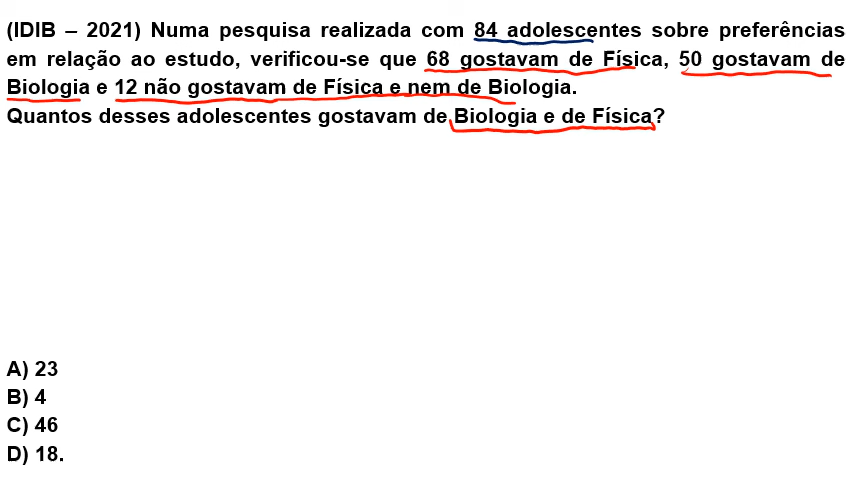 (IDIB – 2021) Numa pesquisa realizada com 84 adolescentes sobre preferências
em relação ao estudo, verificou-se que 68 gostavam de Física, 50 gostavam de
Biologia e 12 não gostavam de Física e nem de Biologia.
Quantos desses adolescentes gostavam de Biologia e de Física?
A) 23
B) 4
C) 46
D) 18.